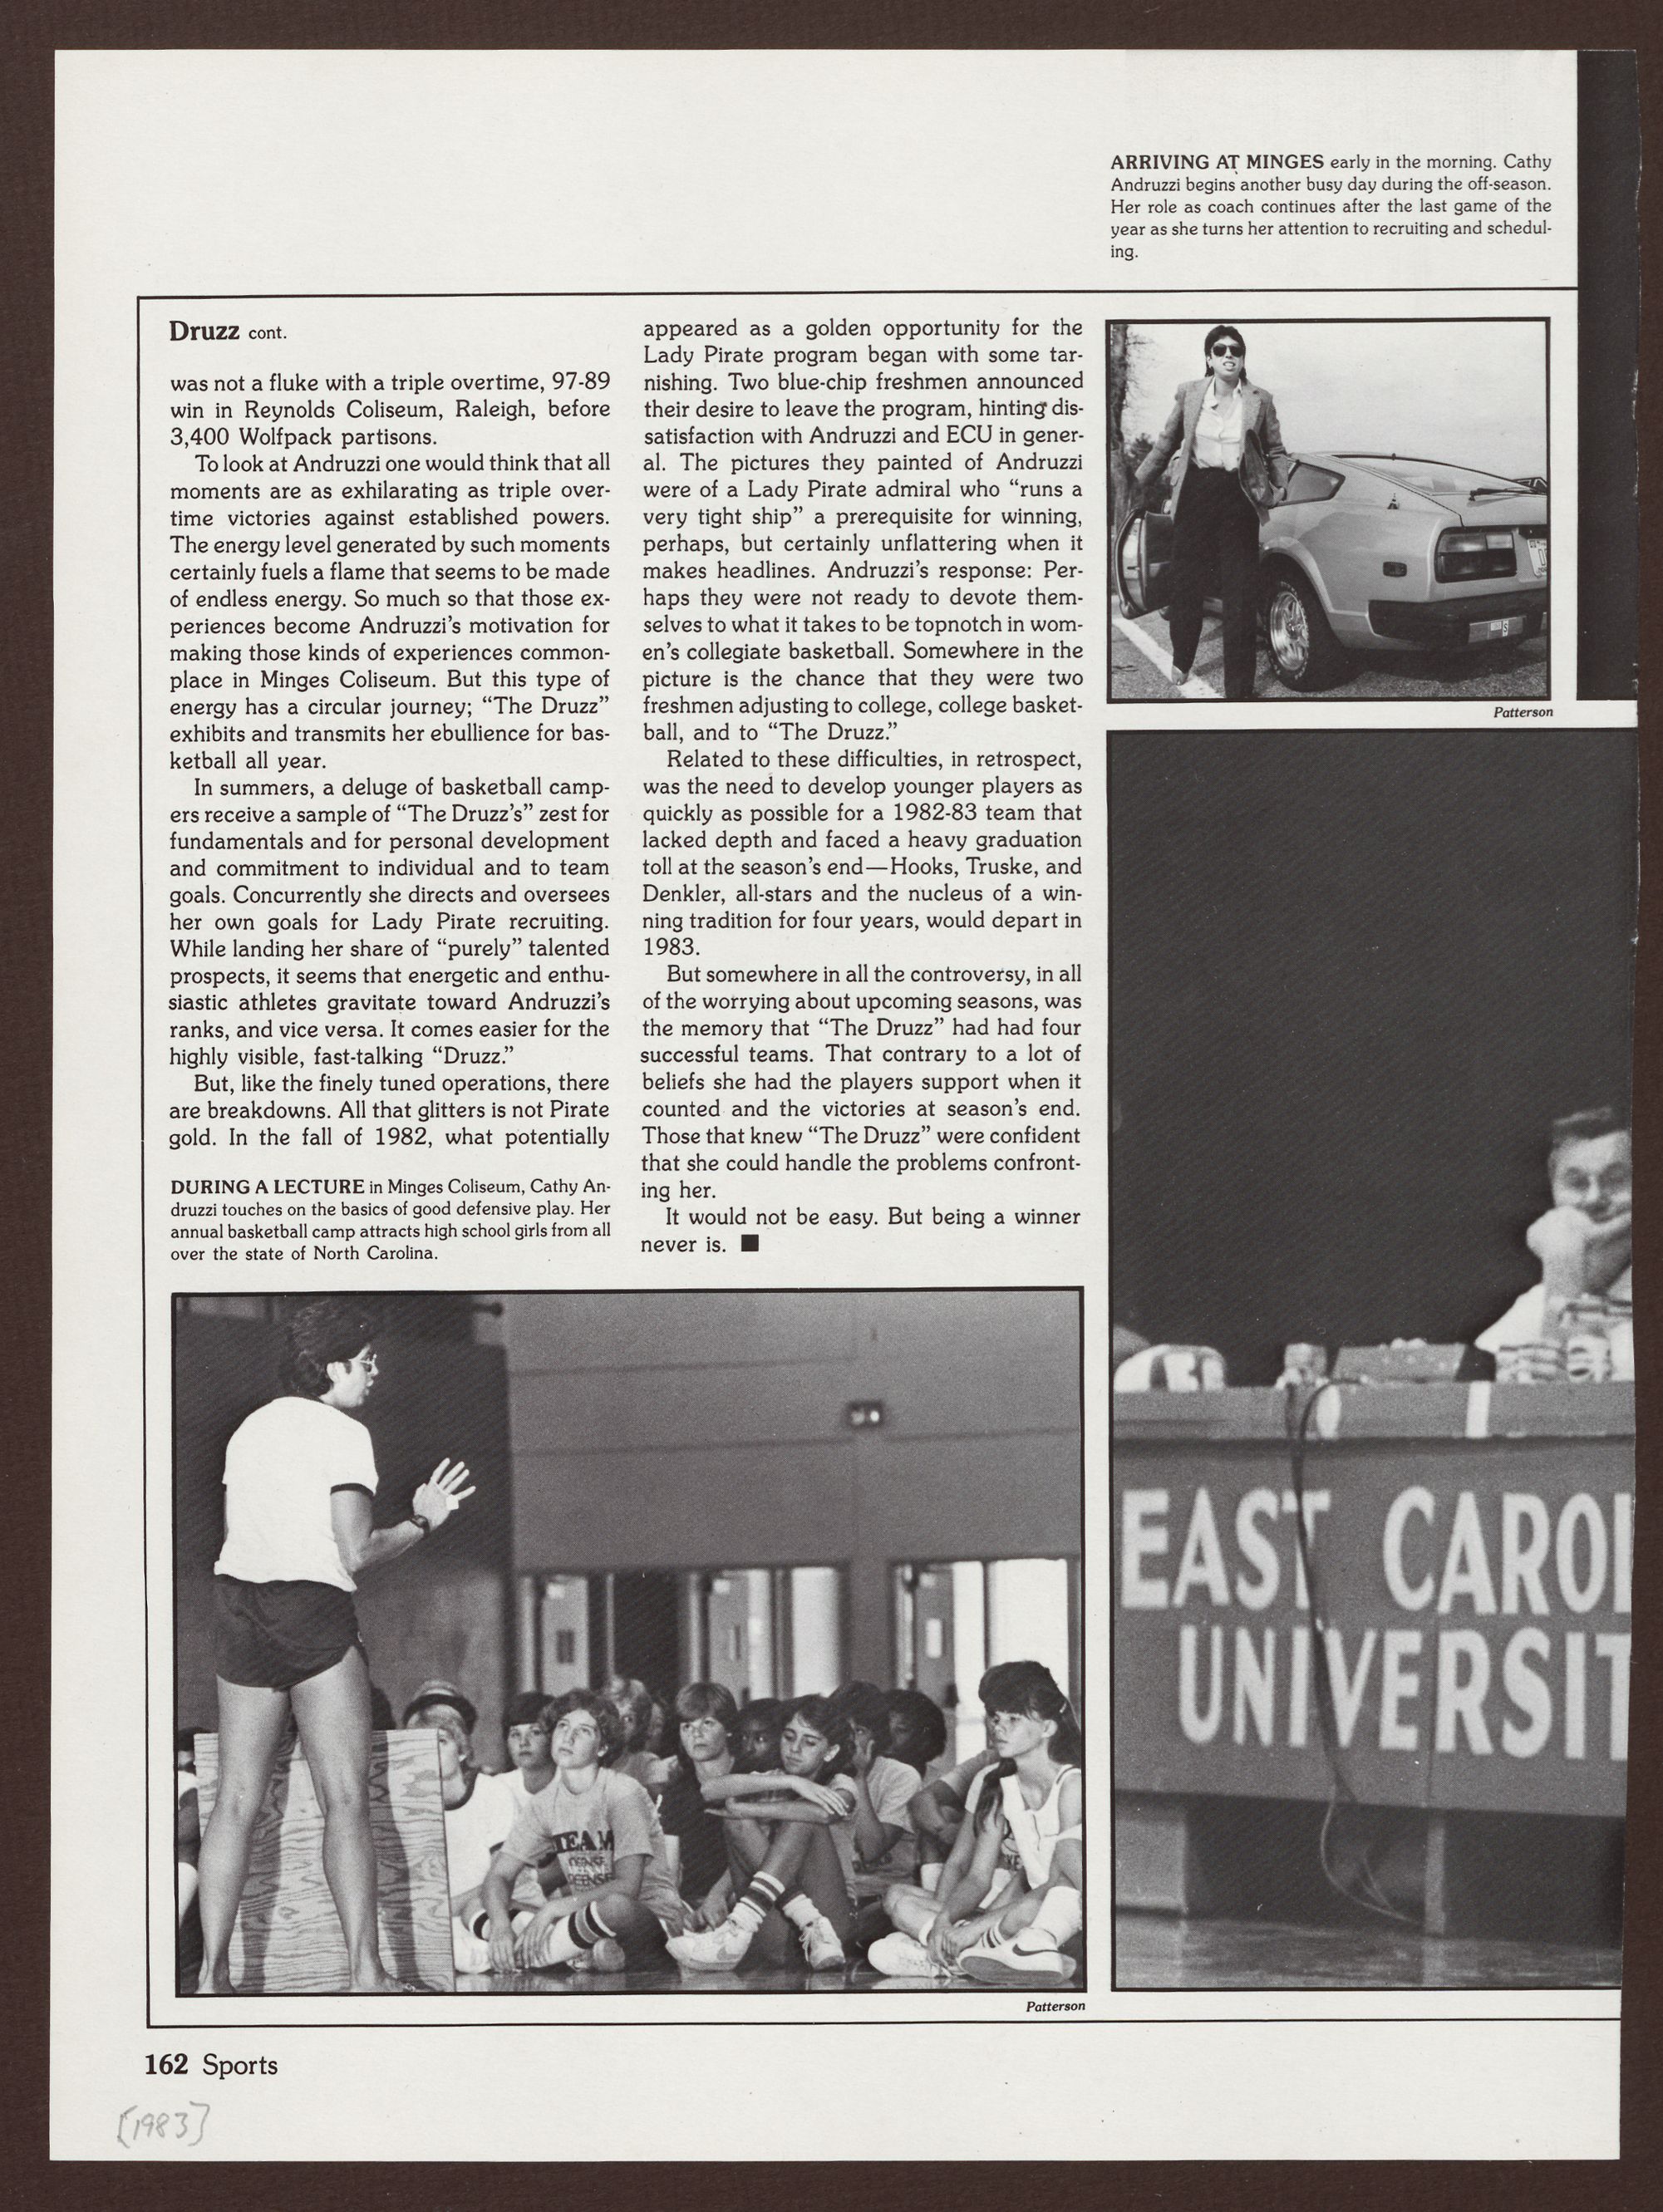 ARRIVING AT MINGES early in the morning. Cathy
Andruzzi begins another busy day during the off-season.
Her role as coach continues after the last game of the
year as she turns her attention to recruiting and schedul-
ing.
Druzz cont.
was not a fluke with a triple overtime, 97-89
win in Reynolds Coliseum, Raleigh, before
3,400 Wolfpack partisons.
To look at Andruzzi one would think that all
moments are as exhilarating as triple over-
time victories against established powers.
The energy level generated by such moments
certainly fuels a flame that seems to be made
of endless energy. So much so that those ex-
periences become Andruzzi's motivation for
making those kinds of experiences common-
place in Minges Coliseum. But this type of
energy has a circular journey; “The Druzz”
exhibits and transmits her ebullience for bas-
ketball all year.
In summers, a deluge of basketball camp-
ers receive a sample of “The Druzz's” zest for
fundamentals and for personal development
and commitment to individual and to team
goals. Concurrently she directs and oversees
her own goals for Lady Pirate recruiting.
While landing her share of “purely” talented
prospects, it seems that energetic and enthu-
siastic athletes gravitate toward Andruzzi's
ranks, and vice versa. It comes easier for the
highly visible, fast-talking “Druzz.”
But, like the finely tuned operations, there
are breakdowns. All that glitters is not Pirate
gold. In the fall of 1982, what potentially
DURING A LECTURE in Minges Coliseum, Cathy An-
druzzi touches on the basics of good defensive play. Her
annual basketball camp attracts high school girls from all
over the state of North Carolina.
appeared as a golden opportunity for the
Lady Pirate program began with some tar-
nishing. Two blue-chip freshmen announced
their desire to leave the program, hinting dis-
satisfaction with Andruzzi and ECU in gener-
al. The pictures they painted of Andruzzi
were of a Lady Pirate admiral who “runs a
very tight ship” a prerequisite for winning,
perhaps, but certainly unflattering when it
makes headlines. Andruzzi's response: Per-
haps they were not ready to devote them-
selves to what it takes to be topnotch in wom-
en's collegiate basketball. Somewhere in the
picture is the chance that they were two
freshmen adjusting to college, college basket-
ball, and to “The Druzz.”
Related to these difficulties, in retrospect,
was the need to develop younger players as
quickly as possible for a 1982-83 team that
lacked depth and faced a heavy graduation
toll at the season's end—Hooks, Truske, and
Denkler, all-stars and the nucleus of a win-
ning tradition for four years, would depart in
1983.
But somewhere in all the controversy, in all
of the worrying about upcoming seasons, was
the memory that “The Druzz” had had four
successful teams. That contrary to a lot of
beliefs she had the players support when it
counted and the victories at season's end.
Those that knew “The Druzz” were confident
that she could handle the problems confront-
ing her.
It would not be easy. But being a winner
never is. ■
Patterson
EAST CAROL
UNIVERSIT
TEAM
DEFENSE
DEFENSE
Patterson
162 Sports
[1983]